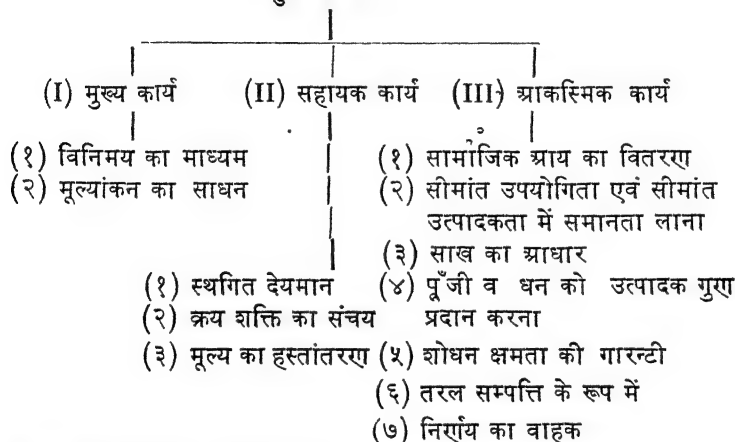 (I) मुख्य कार्य (II) सहायक कार्य (III) आकस्मिक कार्य
(१) विनिमय का माध्यम
(२) मूल्यांकन का साधन
(१) सामाजिक आय का वितरण
(२) सीमांत उपयोगिता एवं सीमांत
उत्पादकता में समानता लाना
(३) साख का आधार
(४) पूँजी व धन को उत्पादक गुण
प्रदान करना
(५) शोधन क्षमता की गारन्टी
(६) तरल सम्पत्ति के रूप में
(७) निर्णय का वाहक
(१) स्थगित देयमान
(२) क्रय शक्ति का संचय
(३) मूल्य का हस्तांतरण